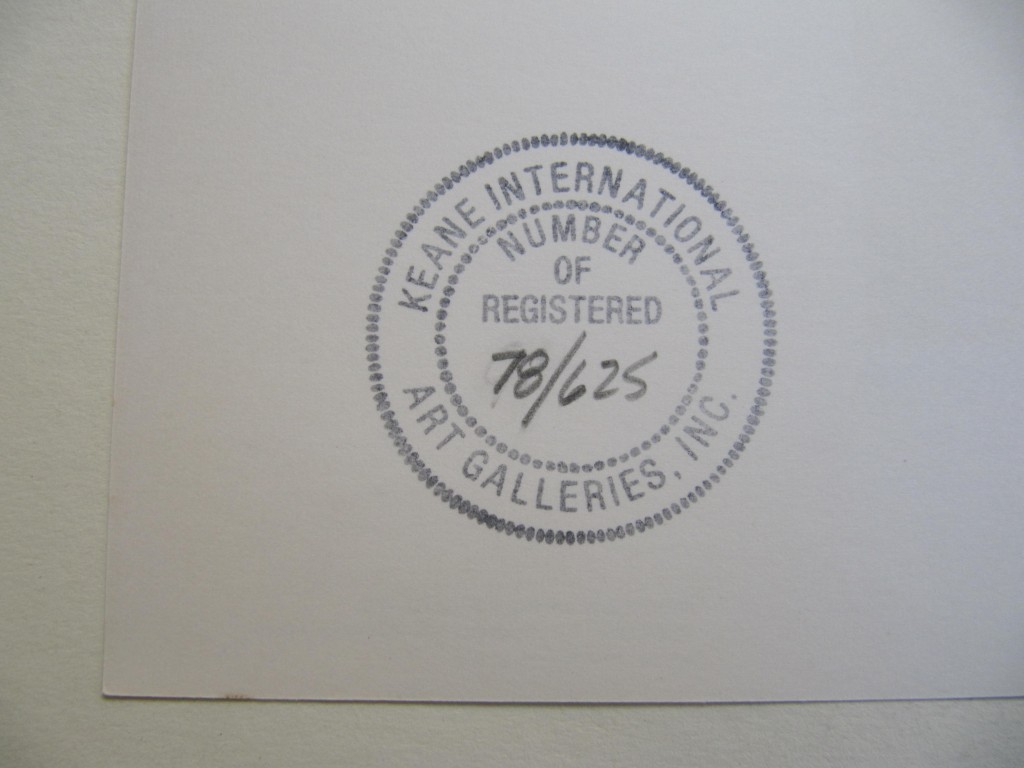 KEANE INTERNATIONAL
NUMBER
OF
REGISTERED
78/625
ART GALLERIES, INC.